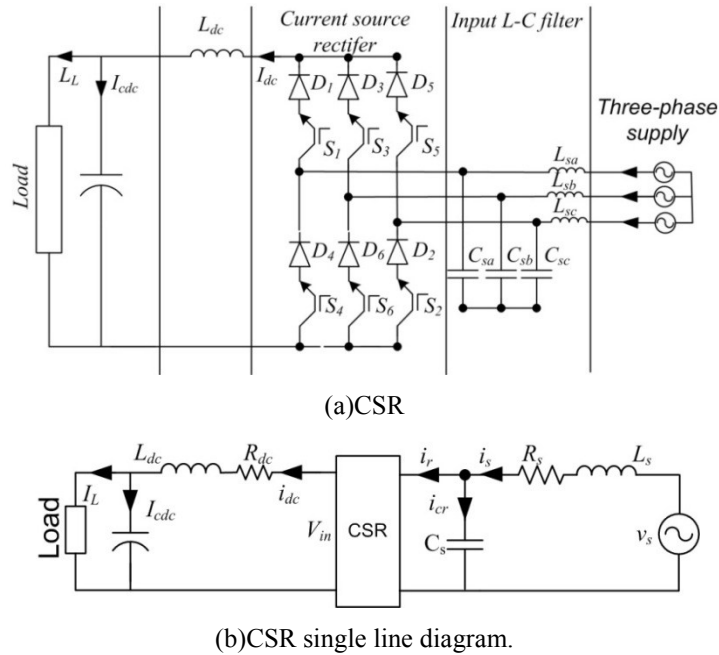 Current source rectifer
Input L-C filter
L_dc
L_L
I_cdc
I_dc
D_1
D_3
D_5
S_1
S_3
S_5
Three-phase supply
L_sa
L_sb
L_sc
Load
D_4
D_6
D_2
S_4
S_6
S_2
C_sa
C_sb
C_sc
(a)CSR
L_dc
R_dc
I_L
I_cdc
i_dc
Load
V_in
CSR
i_r
i_s
R_s
L_s
i_cr
C_s
v_s
(b)CSR single line diagram.